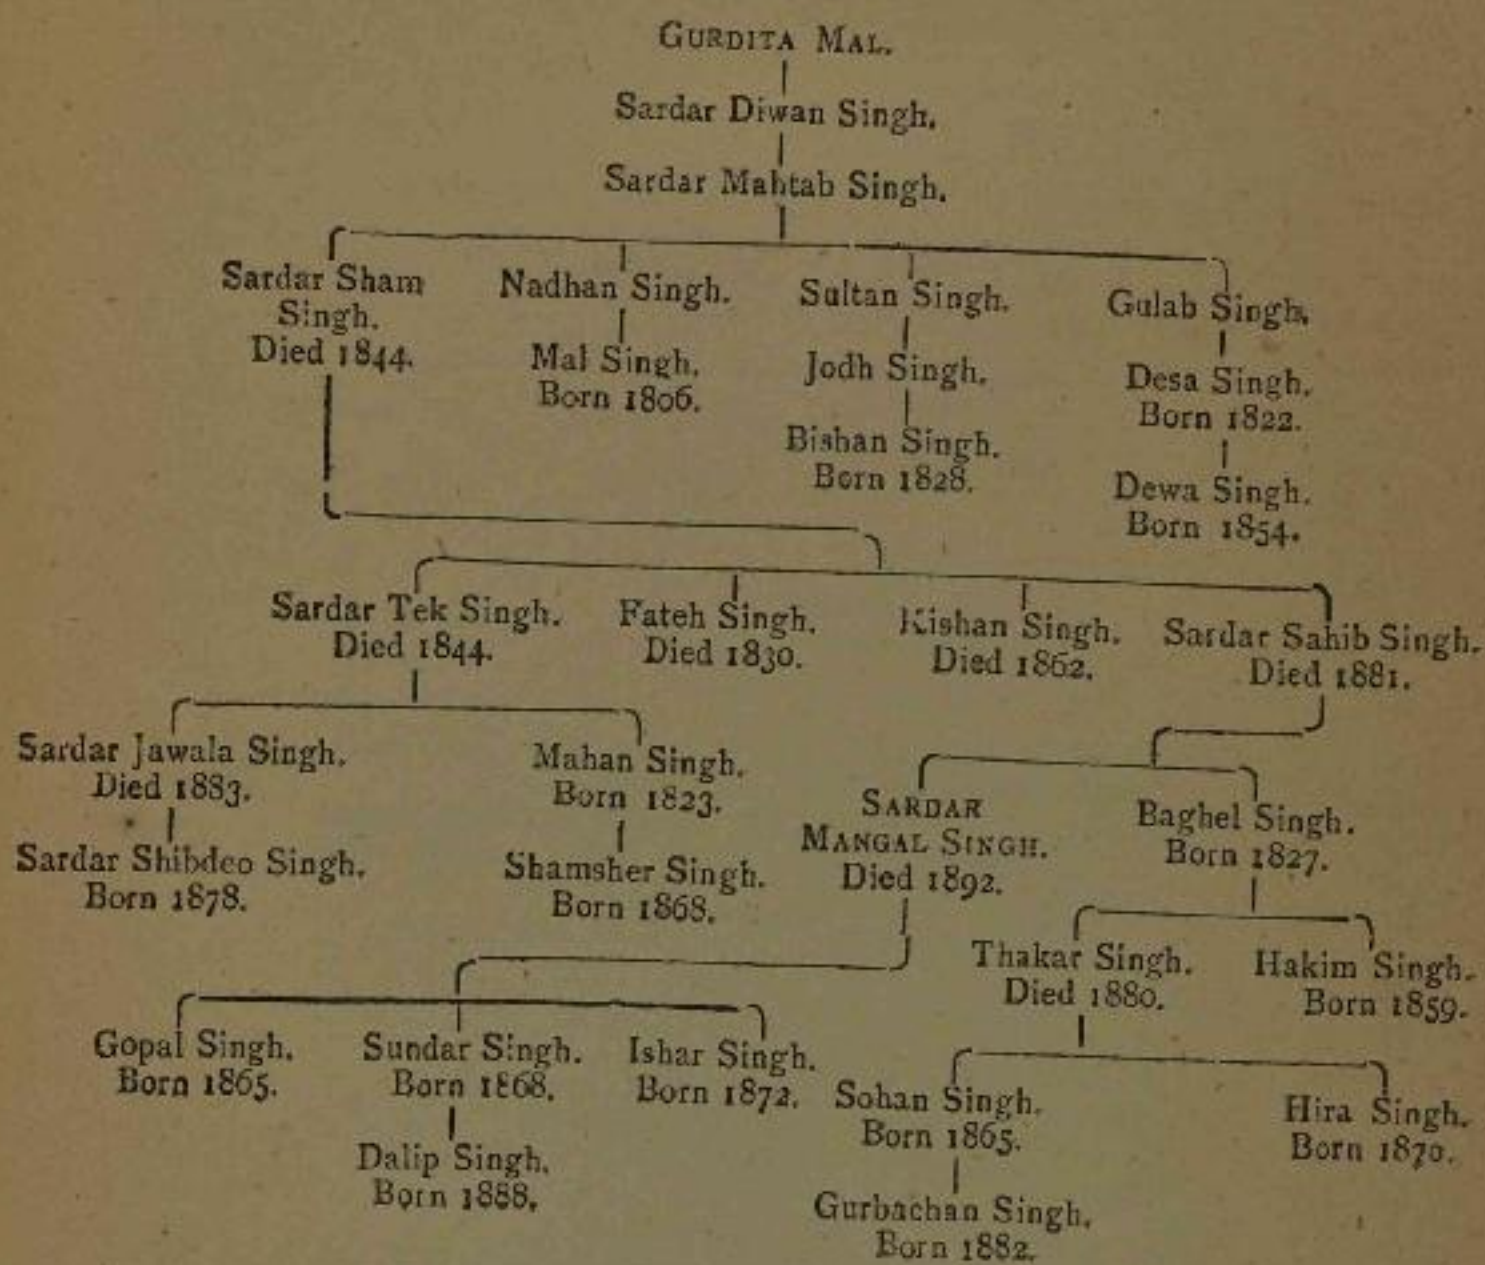 GURDITA MAL.
Sardar Diwan Singh.
Sardar Mahtab Singh.
Sardar Sham
Singh.
Died 1844.
Nadhan Singh.
Mal Singh.
Born 1806.
Sultan Singh.
Jodh Singh.
Bishan Singh.
Born 1828.
Gulab Singh.
Desa Singh.
Born 1822.
Dewa Singh.
Born 1854.
Sardar Tek Singh.
Died 1844.
Fateh Singh.
Died 1830.
Kishan Singh.
Died 1862.
Sardar Sahib Singh.
Died 1881.
Sardar Jawala Singh.
Died 1883.
Sardar Shibdeo Singh.
Born 1878.
Mahan Singh.
Born 1823.
Shamsher Singh.
Born 1868.
SARDAR
MANGAL SINGH.
Died 1892.
Baghel Singh.
Born 1827.
Thakar Singh.
Died 1880.
Hakim Singh.
Born 1859.
Gopal Singh.
Born 1865.
Sundar Singh.
Born 1868.
Dalip Singh.
Born 1888.
Ishar Singh.
Born 1872.
Sohan Singh.
Born 1865.
Gurbachan Singh.
Born 1882.
Hira Singh.
Born 1870.